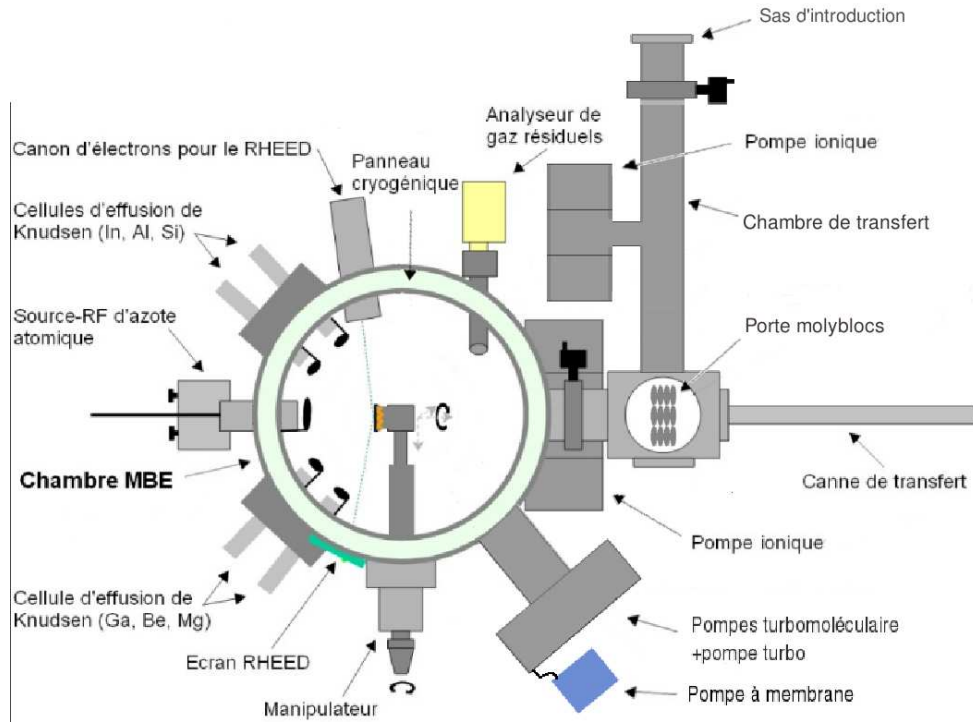 Sas d'introduction
Analyseur de
gaz résiduels
Canon d'électrons pour le RHEED
Panneau
cryogénique
Pompe ionique
Cellules d'effusion de
Knudsen (In, Al, Si)
Chambre de transfert
Source-RF d'azote
atomique
Porte molyblocs
Chambre MBE
Canne de transfert
Pompe ionique
Cellule d'effusion de
Knudsen (Ga, Be, Mg)
Pompes turbomoléculaire
+pompe turbo
Ecran RHEED
Pompe à membrane
Manipulateur